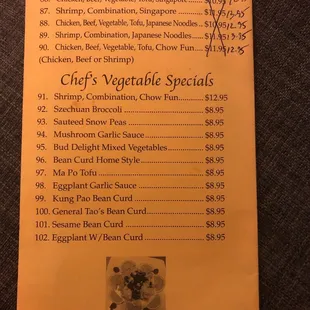 Chicken, Beef, Vegetable, Tofu, Singapore
87. Shrimp, Combination, Singapore
88. Chicken, Beef, Vegetable, Tofu, Japanese Noodles
89. Shrimp, Combination, Japanese Noodles
90. Chicken, Beef, Vegetable, Tofu, Chow Fun
(Chicken, Beef or Shrimp)
Chef's Vegetable Specials
91. Shrimp, Combination, Chow Fun..........$12.95
92. Szechuan Broccoli..........$8.95
93. Sauteed Snow Peas..........$8.95
94. Mushroom Garlic Sauce..........$8.95
95. Bud Delight Mixed Vegetables..........$8.95
96. Bean Curd Home Style..........$8.95
97. Ma Po Tofu..........$8.95
98. Eggplant Garlic Sauce..........$8.95
99. Kung Pao Bean Curd..........$8.95
100. General Tao's Bean Curd..........$8.95
101. Sesame Bean Curd..........$8.95
102. Eggplant W/Bean Curd..........$8.95